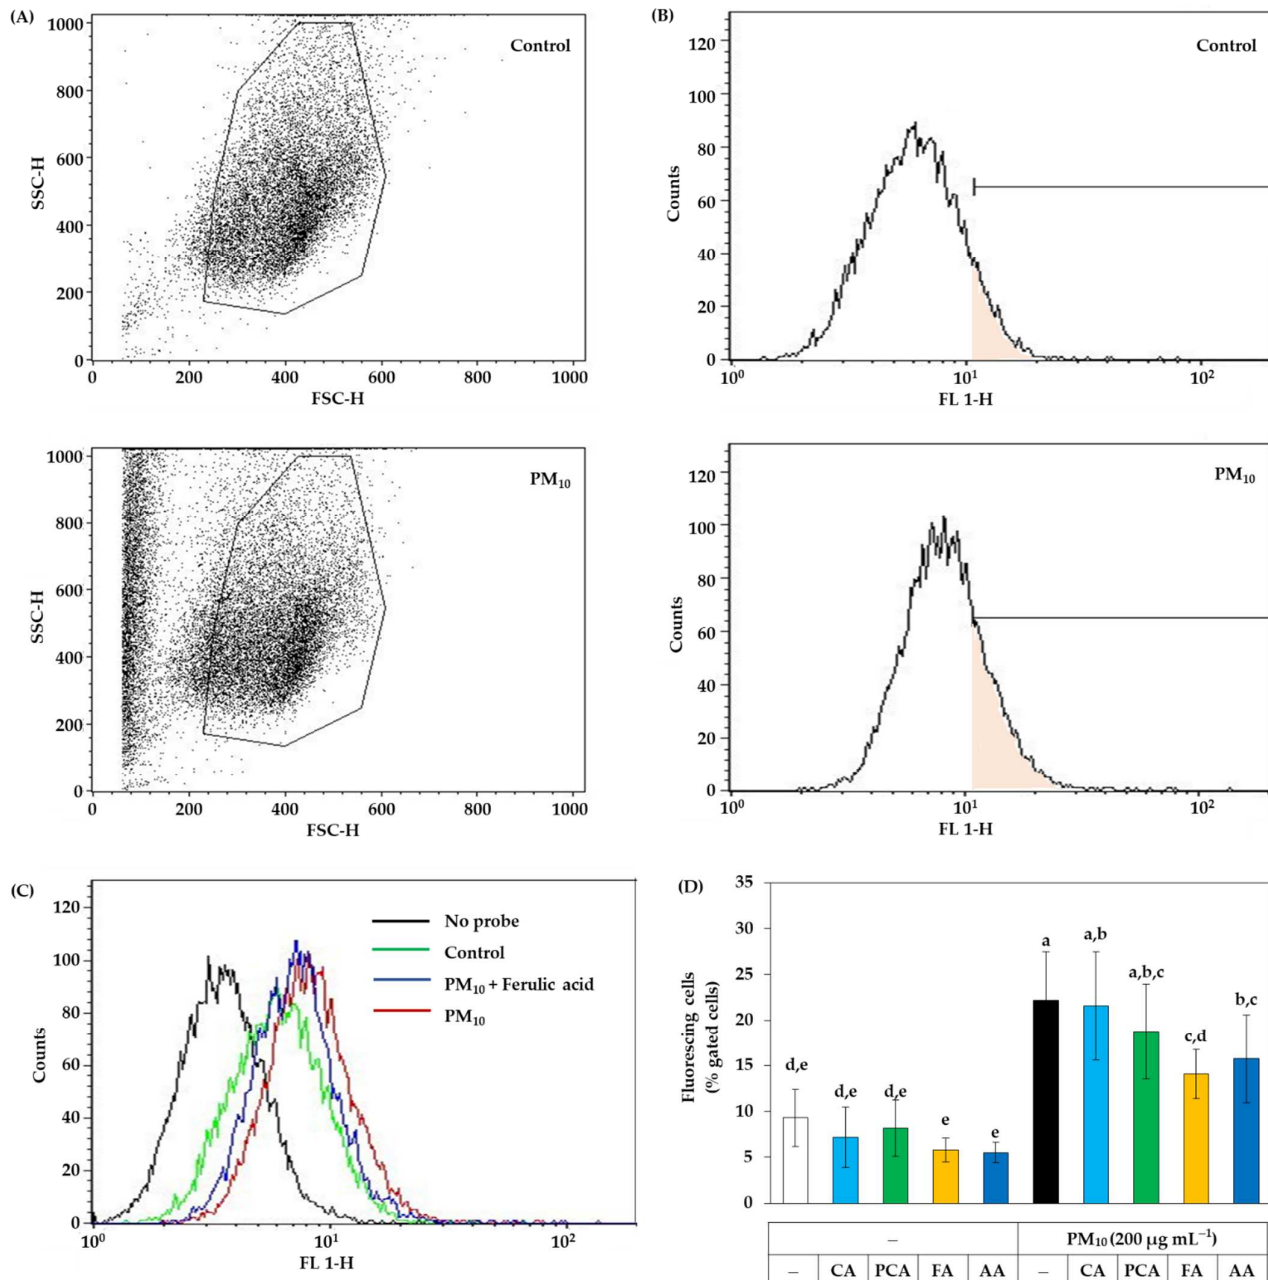 (A)
Control
1000
800
600
400
200
0
SSC-H
0 200 400 600 800 1000
FSC-H
(B)
Control
120
100
80
60
40
20
0
Counts
10⁰ 10¹ 10²
FL 1-H
PM₁₀
1000
800
600
400
200
0
SSC-H
0 200 400 600 800 1000
FSC-H
PM₁₀
120
100
80
60
40
20
0
Counts
10⁰ 10¹ 10²
FL 1-H
(C)
120
100
80
60
40
20
0
Counts
No probe
Control
PM₁₀ + Ferulic acid
PM₁₀
10⁰ 10¹ 10²
FL 1-H
(D)
35
30
25
20
15
10
5
0
Fluorescing cells
(% gated cells)
d,e d,e d,e e e a a,b a,b,c c,d b,c
– PM₁₀ (200 µg mL⁻¹)
– CA PCA FA AA – CA PCA FA AA